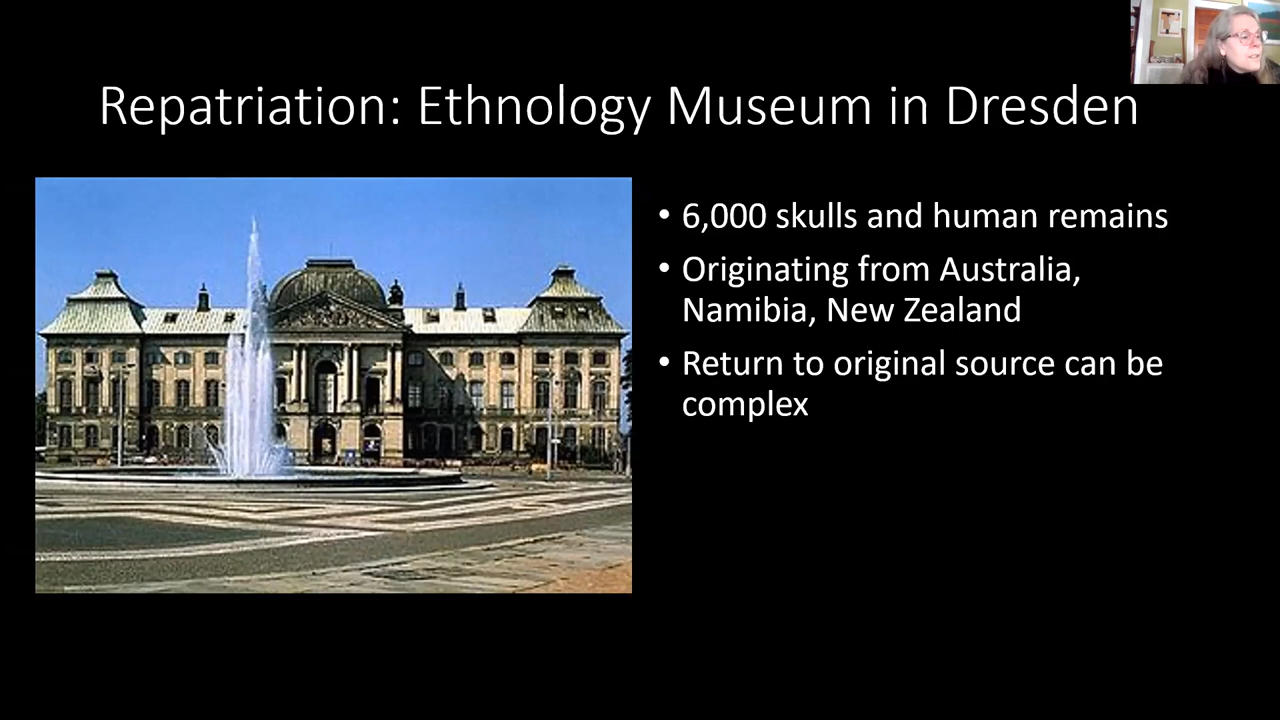 Repatriation: Ethnology Museum in Dresden
• 6,000 skulls and human remains
• Originating from Australia,
Namibia, New Zealand
• Return to original source can be
complex